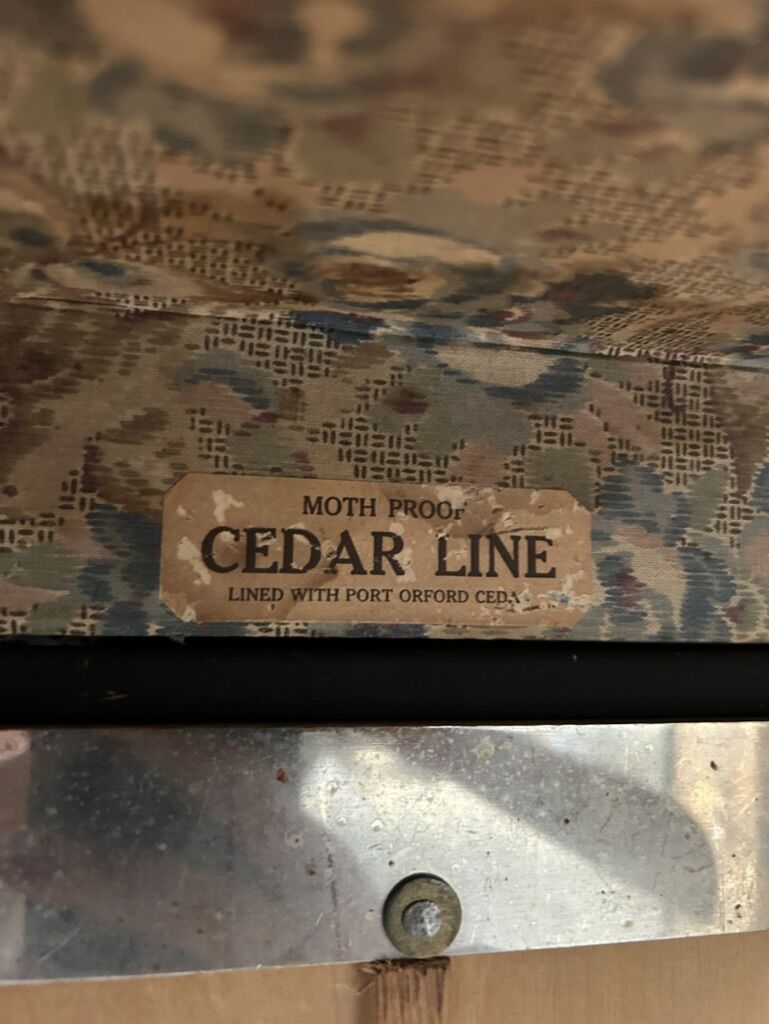 MOTH PROOF
CEDAR LINE
LINED WITH PORT ORFORD CEDA